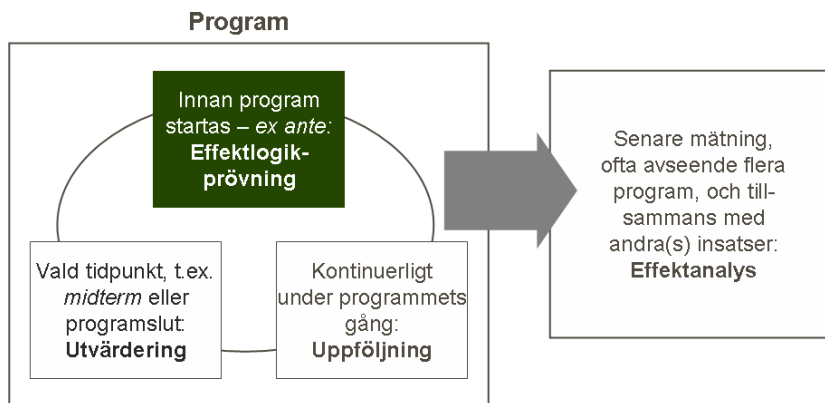 Program
Innan program
startas – ex ante:
Effektlogik-
prövning
Vald tidpunkt, t.ex.
midterm eller
programslut:
Utvärdering
Kontinuerligt
under programmets
gång:
Uppföljning
Senare mätning,
ofta avseende flera
program, och till-
sammans med
andra(s) insatser:
Effektanalys